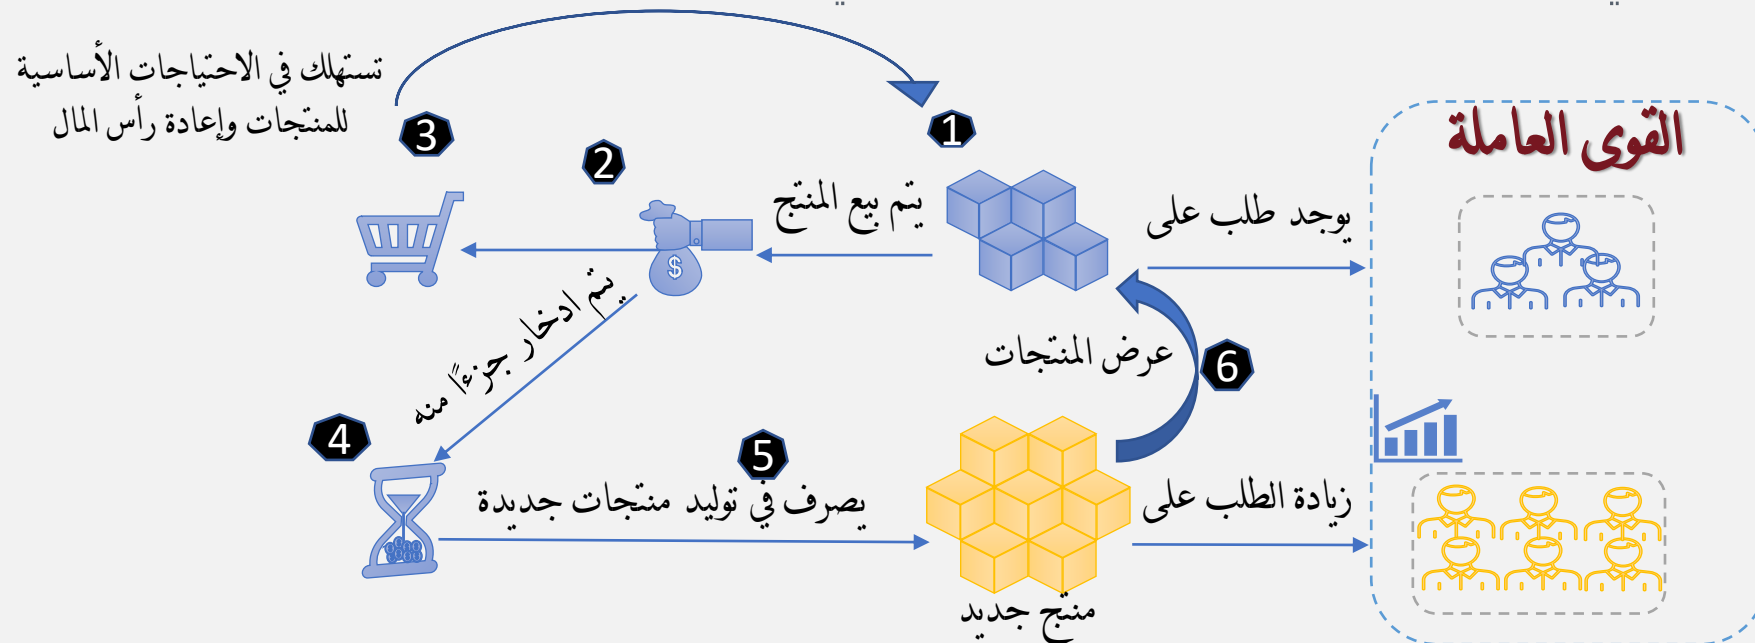 القوى العاملة
تستهلك في الاحتياجات الأساسية
للمنتجات وإعادة رأس المال
1
2
3
يتم بيع المنتج
يوجد طلب على
$
يتم ادخار جزءًا منه
عرض المنتجات
6
4
5
يصرف في توليد منتجات جديدة
زيادة الطلب على
منتج جديد